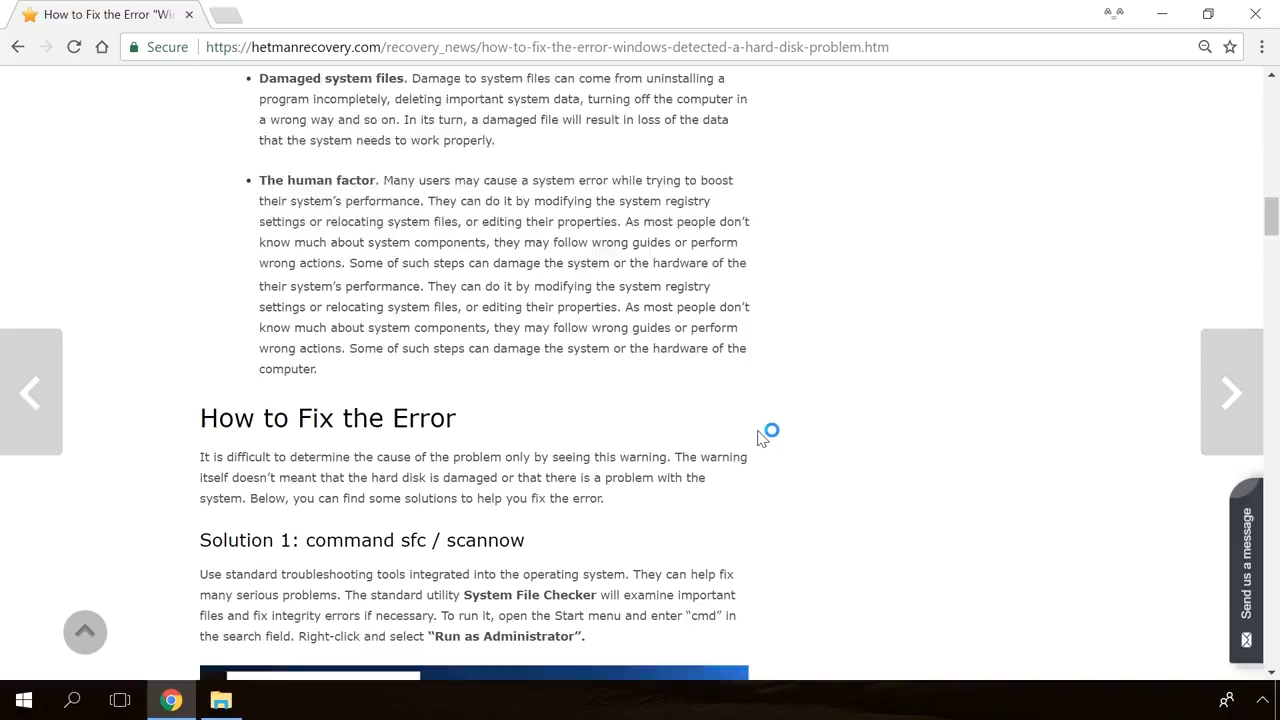 How to Fix the Error "Wi
Secure
https://hetmanrecovery.com/recovery_news/how-to-fix-the-error-windows-detected-a-hard-disk-problem.htm
• Damaged system files. Damage to system files can come from uninstalling a
program incompletely, deleting important system data, turning off the computer in
a wrong way and so on. In its turn, a damaged file will result in loss of the data
that the system needs to work properly.
• The human factor. Many users may cause a system error while trying to boost
their system’s performance. They can do it by modifying the system registry
settings or relocating system files, or editing their properties. As most people don’t
know much about system components, they may follow wrong guides or perform
wrong actions. Some of such steps can damage the system or the hardware of the
their system’s performance. They can do it by modifying the system registry
settings or relocating system files, or editing their properties. As most people don’t
know much about system components, they may follow wrong guides or perform
wrong actions. Some of such steps can damage the system or the hardware of the
computer.
How to Fix the Error
It is difficult to determine the cause of the problem only by seeing this warning. The warning
itself doesn’t meant that the hard disk is damaged or that there is a problem with the
system. Below, you can find some solutions to help you fix the error.
Solution 1: command sfc / scannow
Use standard troubleshooting tools integrated into the operating system. They can help fix
many serious problems. The standard utility System File Checker will examine important
files and fix integrity errors if necessary. To run it, open the Start menu and enter “cmd” in
the search field. Right-click and select “Run as Administrator”.
Send us a message